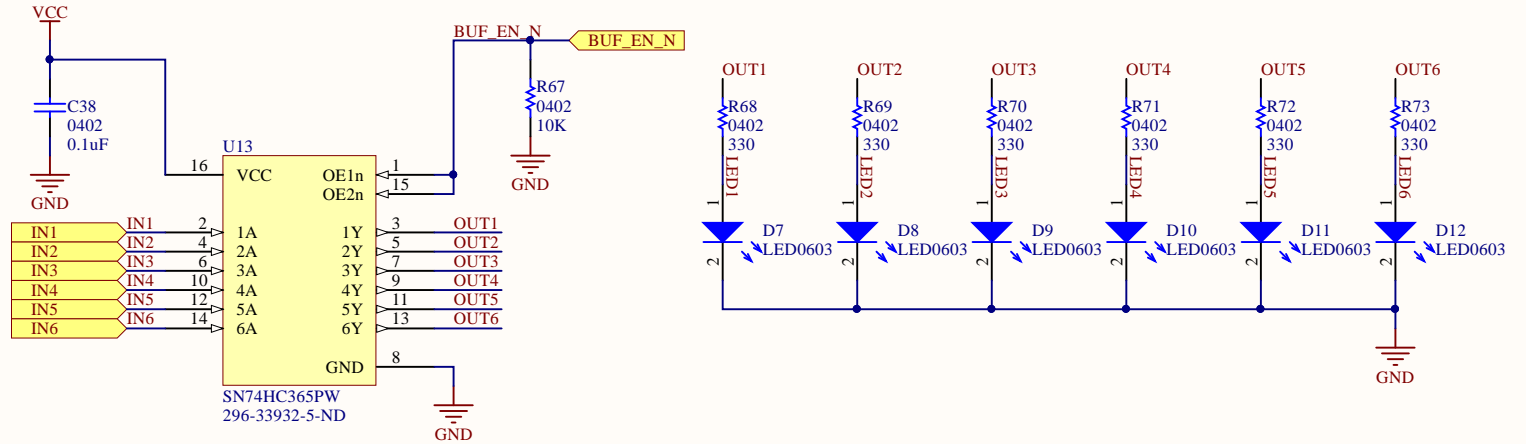 VCC
C38
0402
0.1uF
GND
BUF_EN_N
BUF_EN_N
R67
0402
10K
GND
U13
16 VCC
OE1n 1
OE2n 15
IN1 IN1 2 1A 1Y 3 OUT1
IN2 IN2 4 2A 2Y 5 OUT2
IN3 IN3 6 3A 3Y 7 OUT3
IN4 IN4 10 4A 4Y 9 OUT4
IN5 IN5 12 5A 5Y 11 OUT5
IN6 IN6 14 6A 6Y 13 OUT6
GND 8
SN74HC365PW
296-33932-5-ND
GND
OUT1
R68
0402
330
LED1
1
D7
LED0603
2
OUT2
R69
0402
330
LED2
1
D8
LED0603
2
OUT3
R70
0402
330
LED3
1
D9
LED0603
2
OUT4
R71
0402
330
LED4
1
D10
LED0603
2
OUT5
R72
0402
330
LED5
1
D11
LED0603
2
OUT6
R73
0402
330
LED6
1
D12
LED0603
2
GND